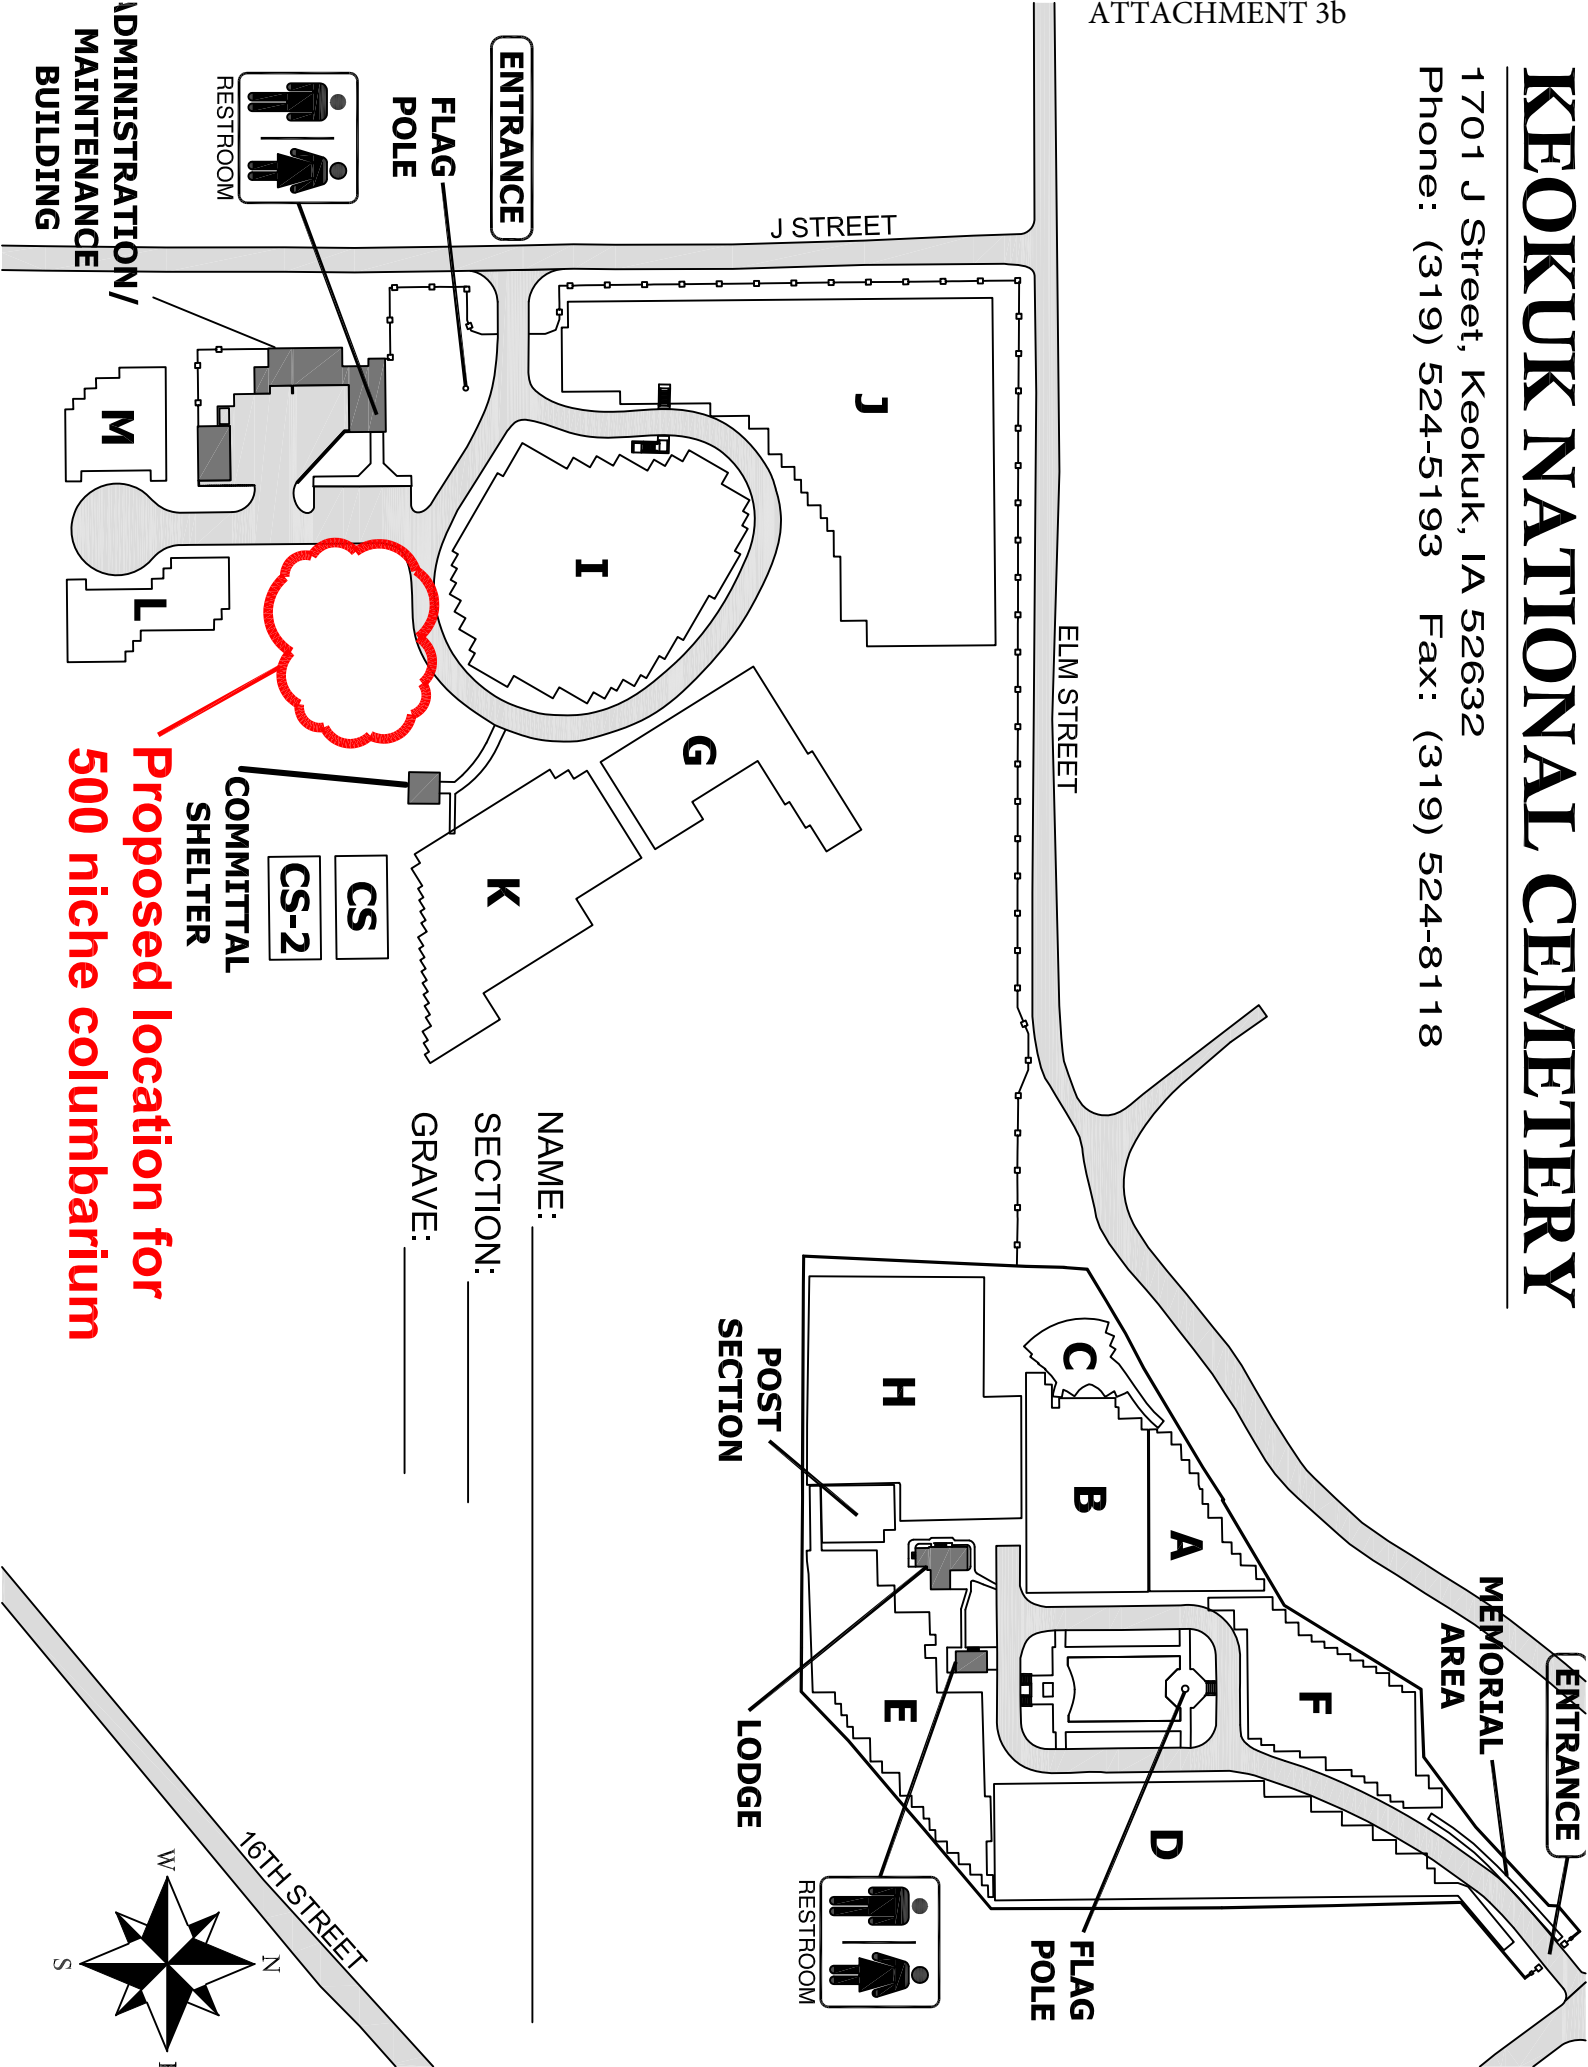 ATTACHMENT 3b
KEOKUK NATIONAL CEMETERY
1701 J Street, Keokuk, IA 52632
Phone: (319) 524-5193 Fax: (319) 524-8118
ENTRANCE
FLAG
POLE
RESTROOM
ADMINISTRATION/
MAINTENANCE
BUILDING
J STREET
ELM STREET
J
I
M
L
G
K
CS
CS-2
COMMITTAL
SHELTER
Proposed location for
500 niche columbarium
NAME:
SECTION:
GRAVE:
MEMORIAL
AREA
ENTRANCE
C
H
B
A
F
E
D
POST
SECTION
LODGE
RESTROOM
FLAG
POLE
16TH STREET
N
W
S